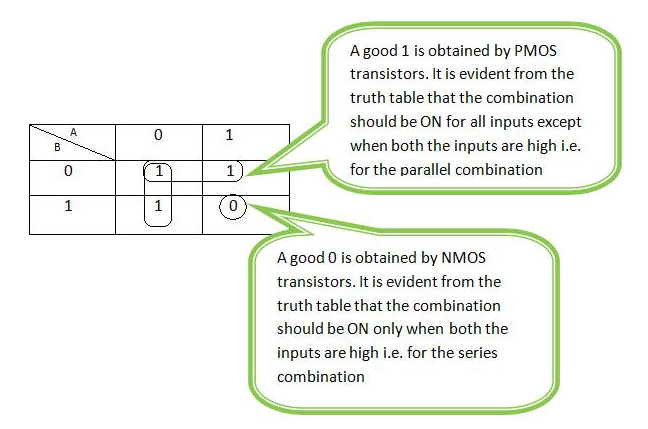 A 0 1
B
0 1 1
1 1 0
A good 1 is obtained by PMOS
transistors. It is evident from the
truth table that the combination
should be ON for all inputs except
when both the inputs are high i.e.
for the parallel combination
A good 0 is obtained by NMOS
transistors. It is evident from the
truth table that the combination
should be ON only when both the
inputs are high i.e. for the series
combination